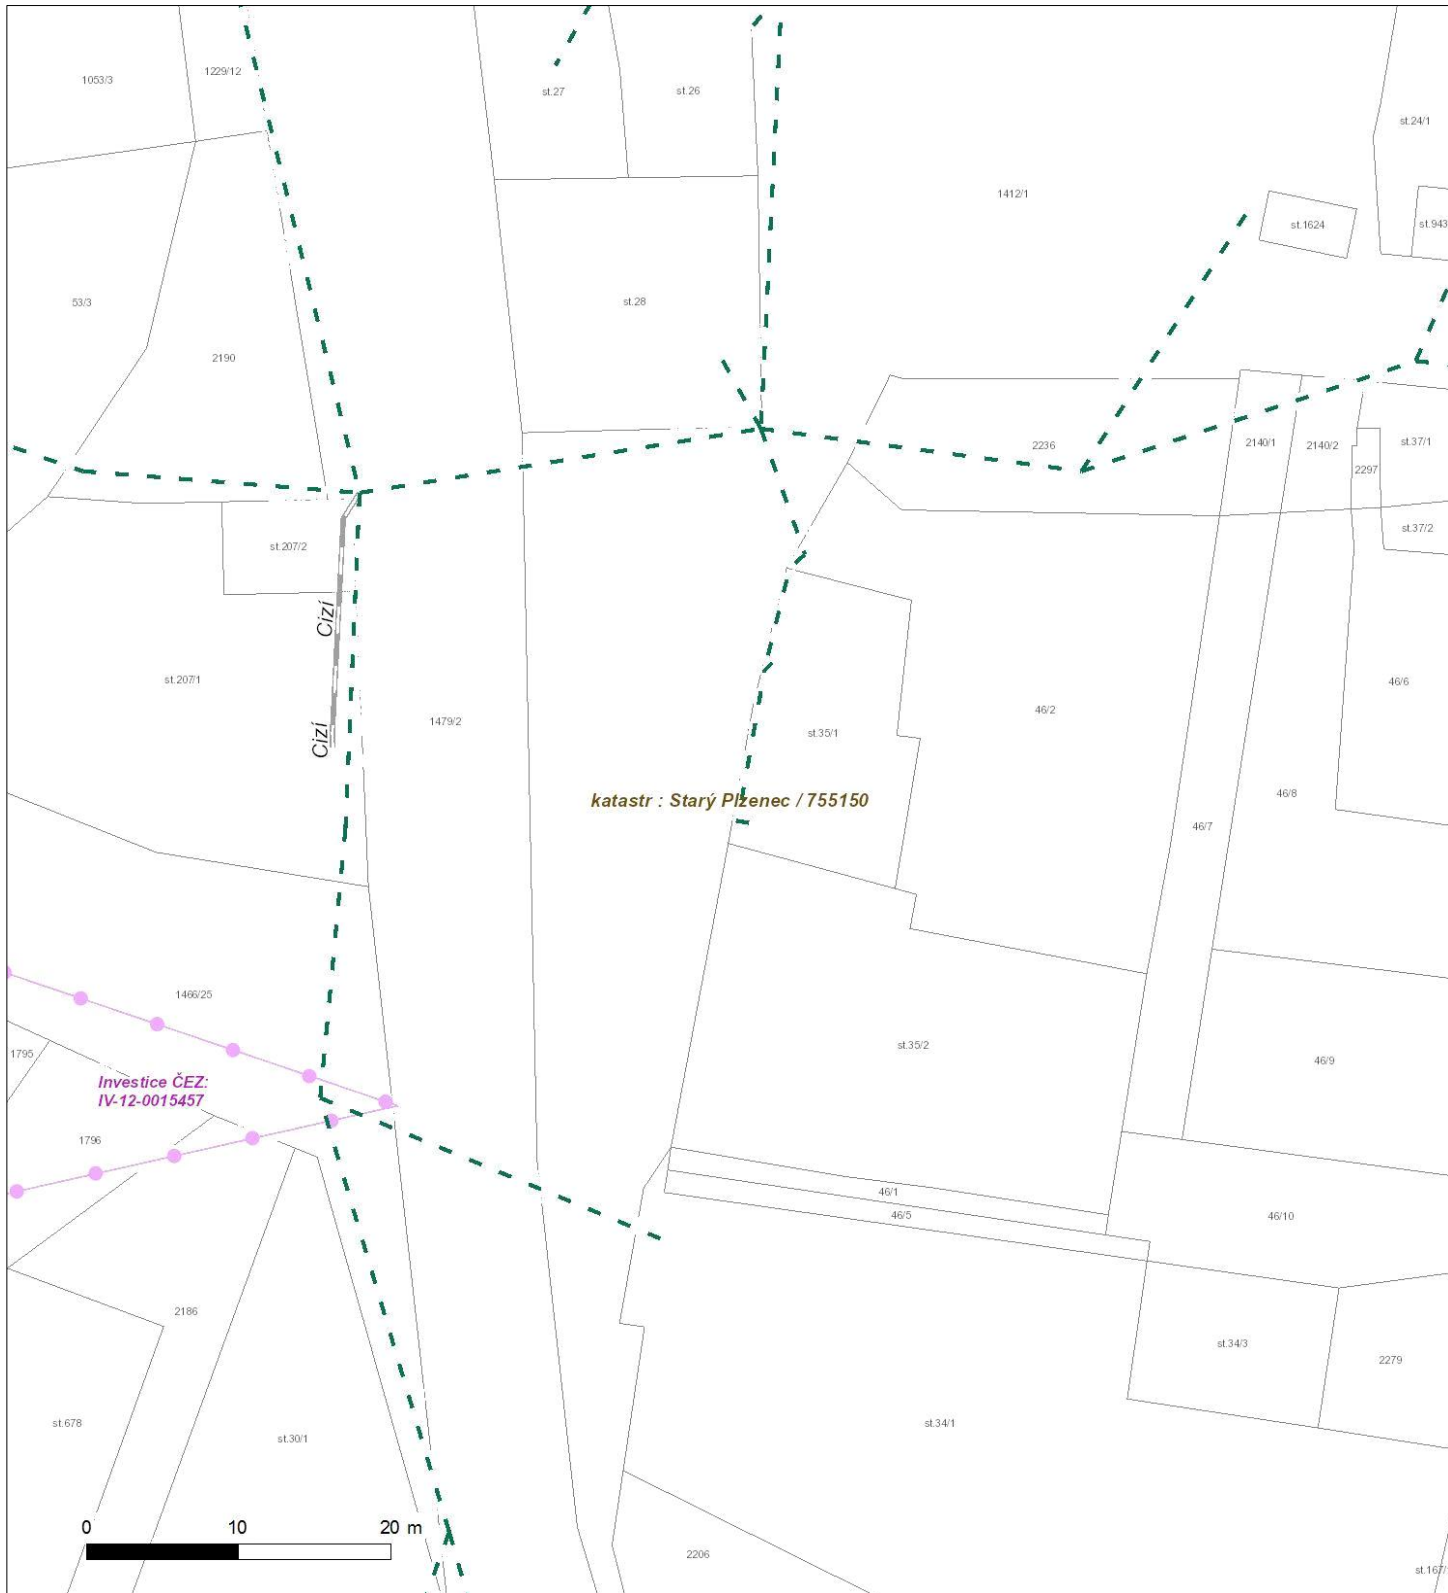 1053/3
1229/12
st.27
st.26
st.24/1
1412/1
st.1624
st.943
53/3
st.28
2190
2236
2140/1
2140/2
st.37/1
2297
st.37/2
st.207/2
Cizí
st.207/1
46/6
46/2
1479/2
st.35/1
Cizí
katastr : Starý Plzenec / 755150
46/8
46/7
1466/25
1795
st.35/2
46/9
Investice ČEZ:
IV-12-0015457
1796
46/1
46/5
46/10
2186
st.34/3
2279
st.678
st.34/1
st.30/1
0 10 20 m
2206
st.167/